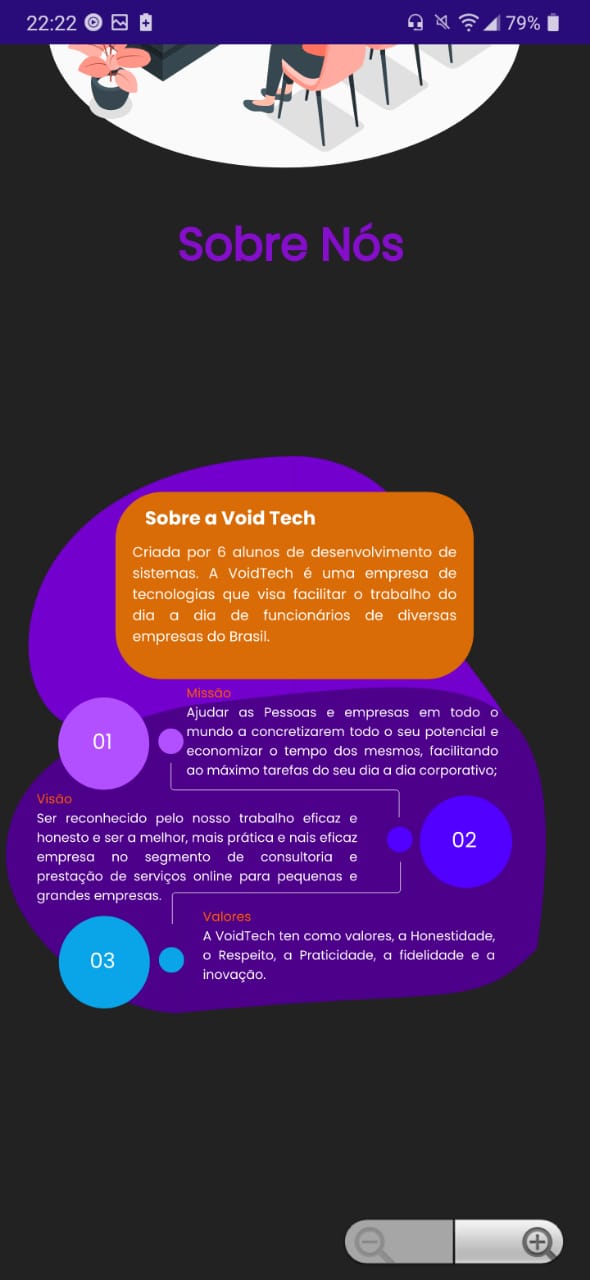 22:22
79%
Sobre Nós
Sobre a Void Tech
Criada por 6 alunos de desenvolvimento de
sistemas. A VoidTech é uma empresa de
tecnologias que visa facilitar o trabalho do
dia a dia de funcionários de diversas
empresas do Brasil.
Missão
Ajudar as Pessoas e empresas em todo o
mundo a concretizarem todo o seu potencial e
economizar o tempo dos mesmos, facilitando
ao máximo tarefas do seu dia a dia corporativo;
01
Visão
Ser reconhecido pelo nosso trabalho eficaz e
honesto e ser a melhor, mais prática e nais eficaz
empresa no segmento de consultoria e
prestação de serviços online para pequenas e
grandes empresas.
02
Valores
A VoidTech ten como valores, a Honestidade,
o Respeito, a Praticidade, a fidelidade e a
inovação.
03